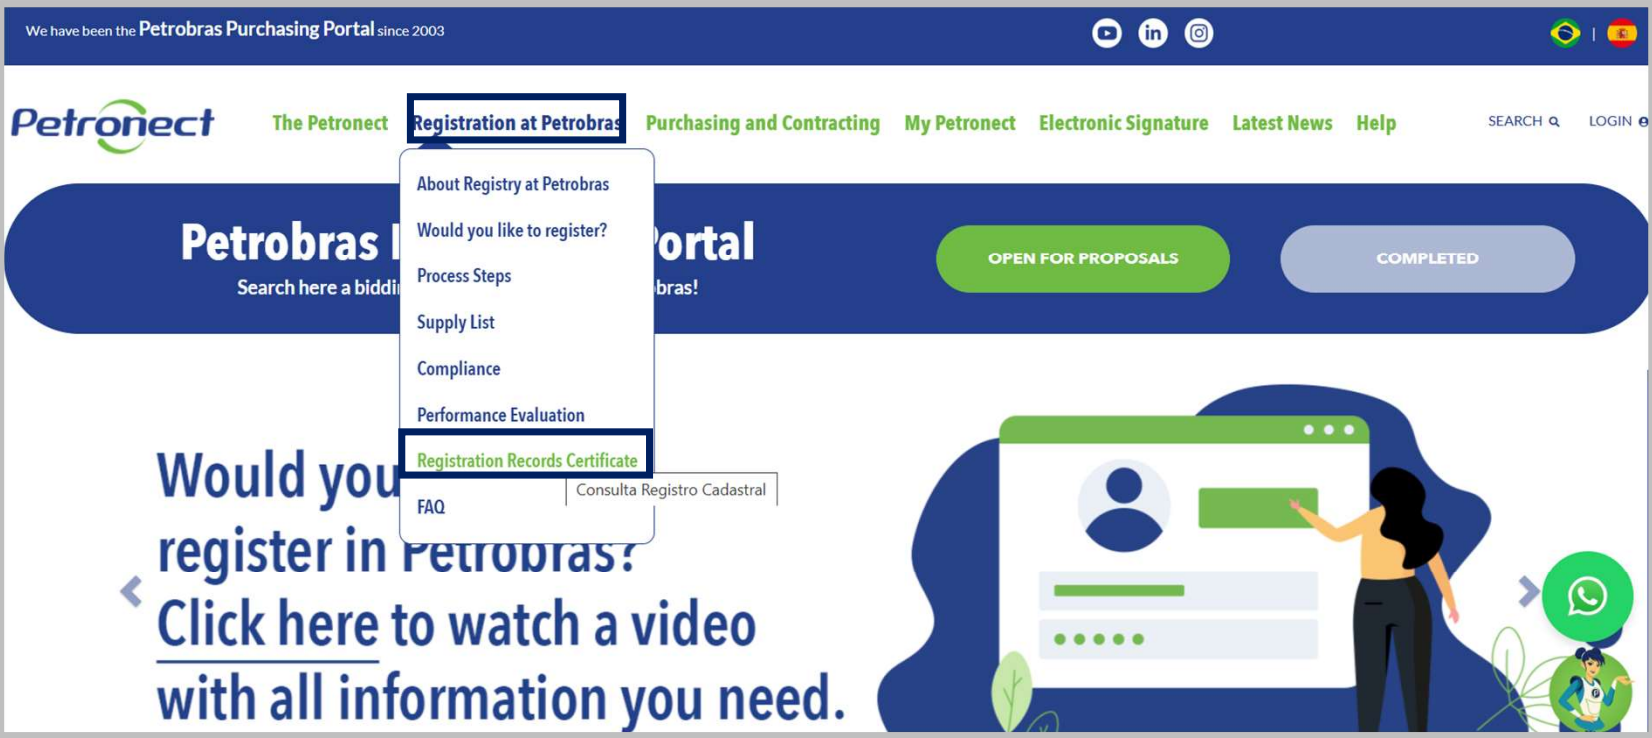 We have been the Petrobras Purchasing Portal since 2003
Petronect
The Petronect
Registration at Petrobras
Purchasing and Contracting
My Petronect
Electronic Signature
Latest News
Help
SEARCH
LOGIN
About Registry at Petrobras
Would you like to register?
Process Steps
Supply List
Compliance
Performance Evaluation
Registration Records Certificate
Consulta Registro Cadastral
FAQ
Petrobras
Portal
Search here a
OPEN FOR PROPOSALS
COMPLETED
Would you
register in Petrobras?
Click here to watch a video
with all information you need.